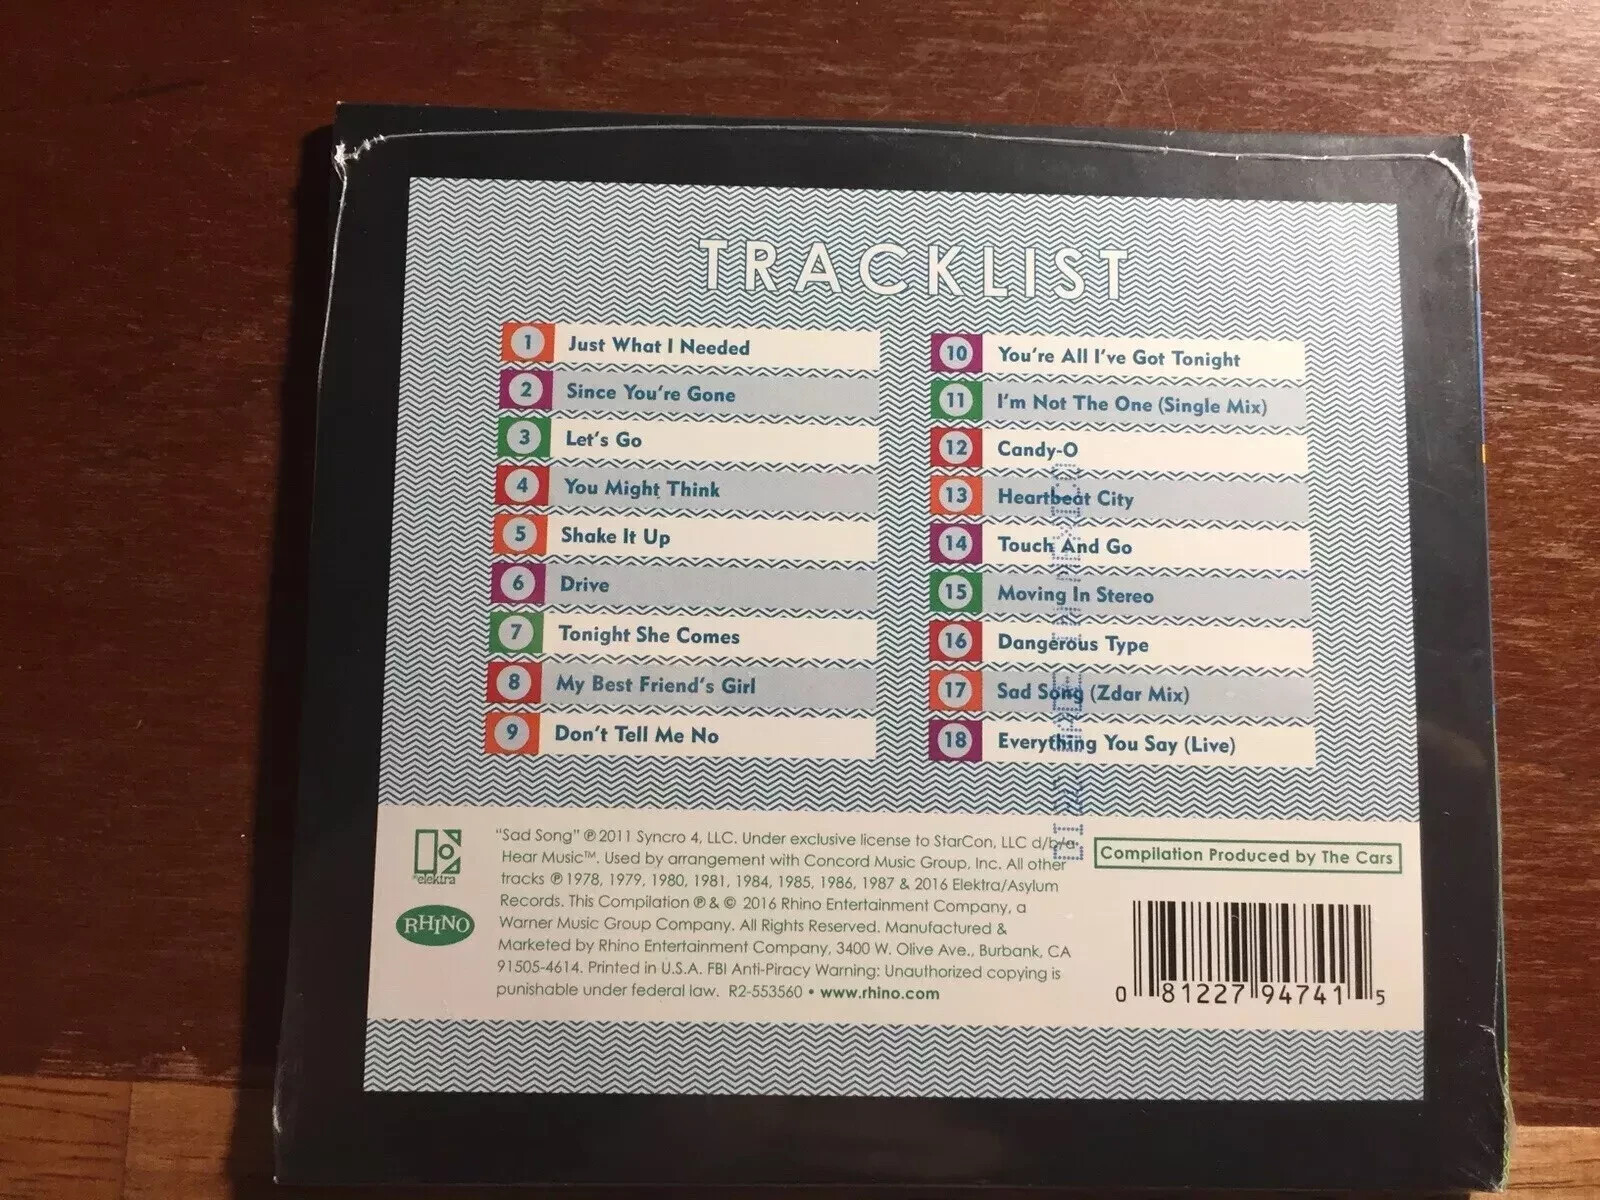 TRACKLIST
1 Just What I Needed
2 Since You're Gone
3 Let's Go
4 You Might Think
5 Shake It Up
6 Drive
7 Tonight She Comes
8 My Best Friend's Girl
9 Don't Tell Me No
10 You're All I've Got Tonight
11 I'm Not The One (Single Mix)
12 Candy-O
13 Heartbeat City
14 Touch And Go
15 Moving In Stereo
16 Dangerous Type
17 Sad Song (Zdar Mix)
18 Everything You Say (Live)
elektra
RHINO
"Sad Song" ℗ 2011 Syncro 4, LLC. Under exclusive license to StarCon, LLC d/b/a
Hear Music™. Used by arrangement with Concord Music Group, Inc. All other
tracks ℗ 1978, 1979, 1980, 1981, 1984, 1985, 1986, 1987 & 2016 Elektra/Asylum
Records. This Compilation ℗ & © 2016 Rhino Entertainment Company, a
Warner Music Group Company. All Rights Reserved. Manufactured &
Marketed by Rhino Entertainment Company, 3400 W. Olive Ave., Burbank, CA
91505-4614. Printed in U.S.A. FBI Anti-Piracy Warning: Unauthorized copying is
punishable under federal law. R2-553560 • www.rhino.com
Compilation Produced by The Cars
0 81227 94741 5